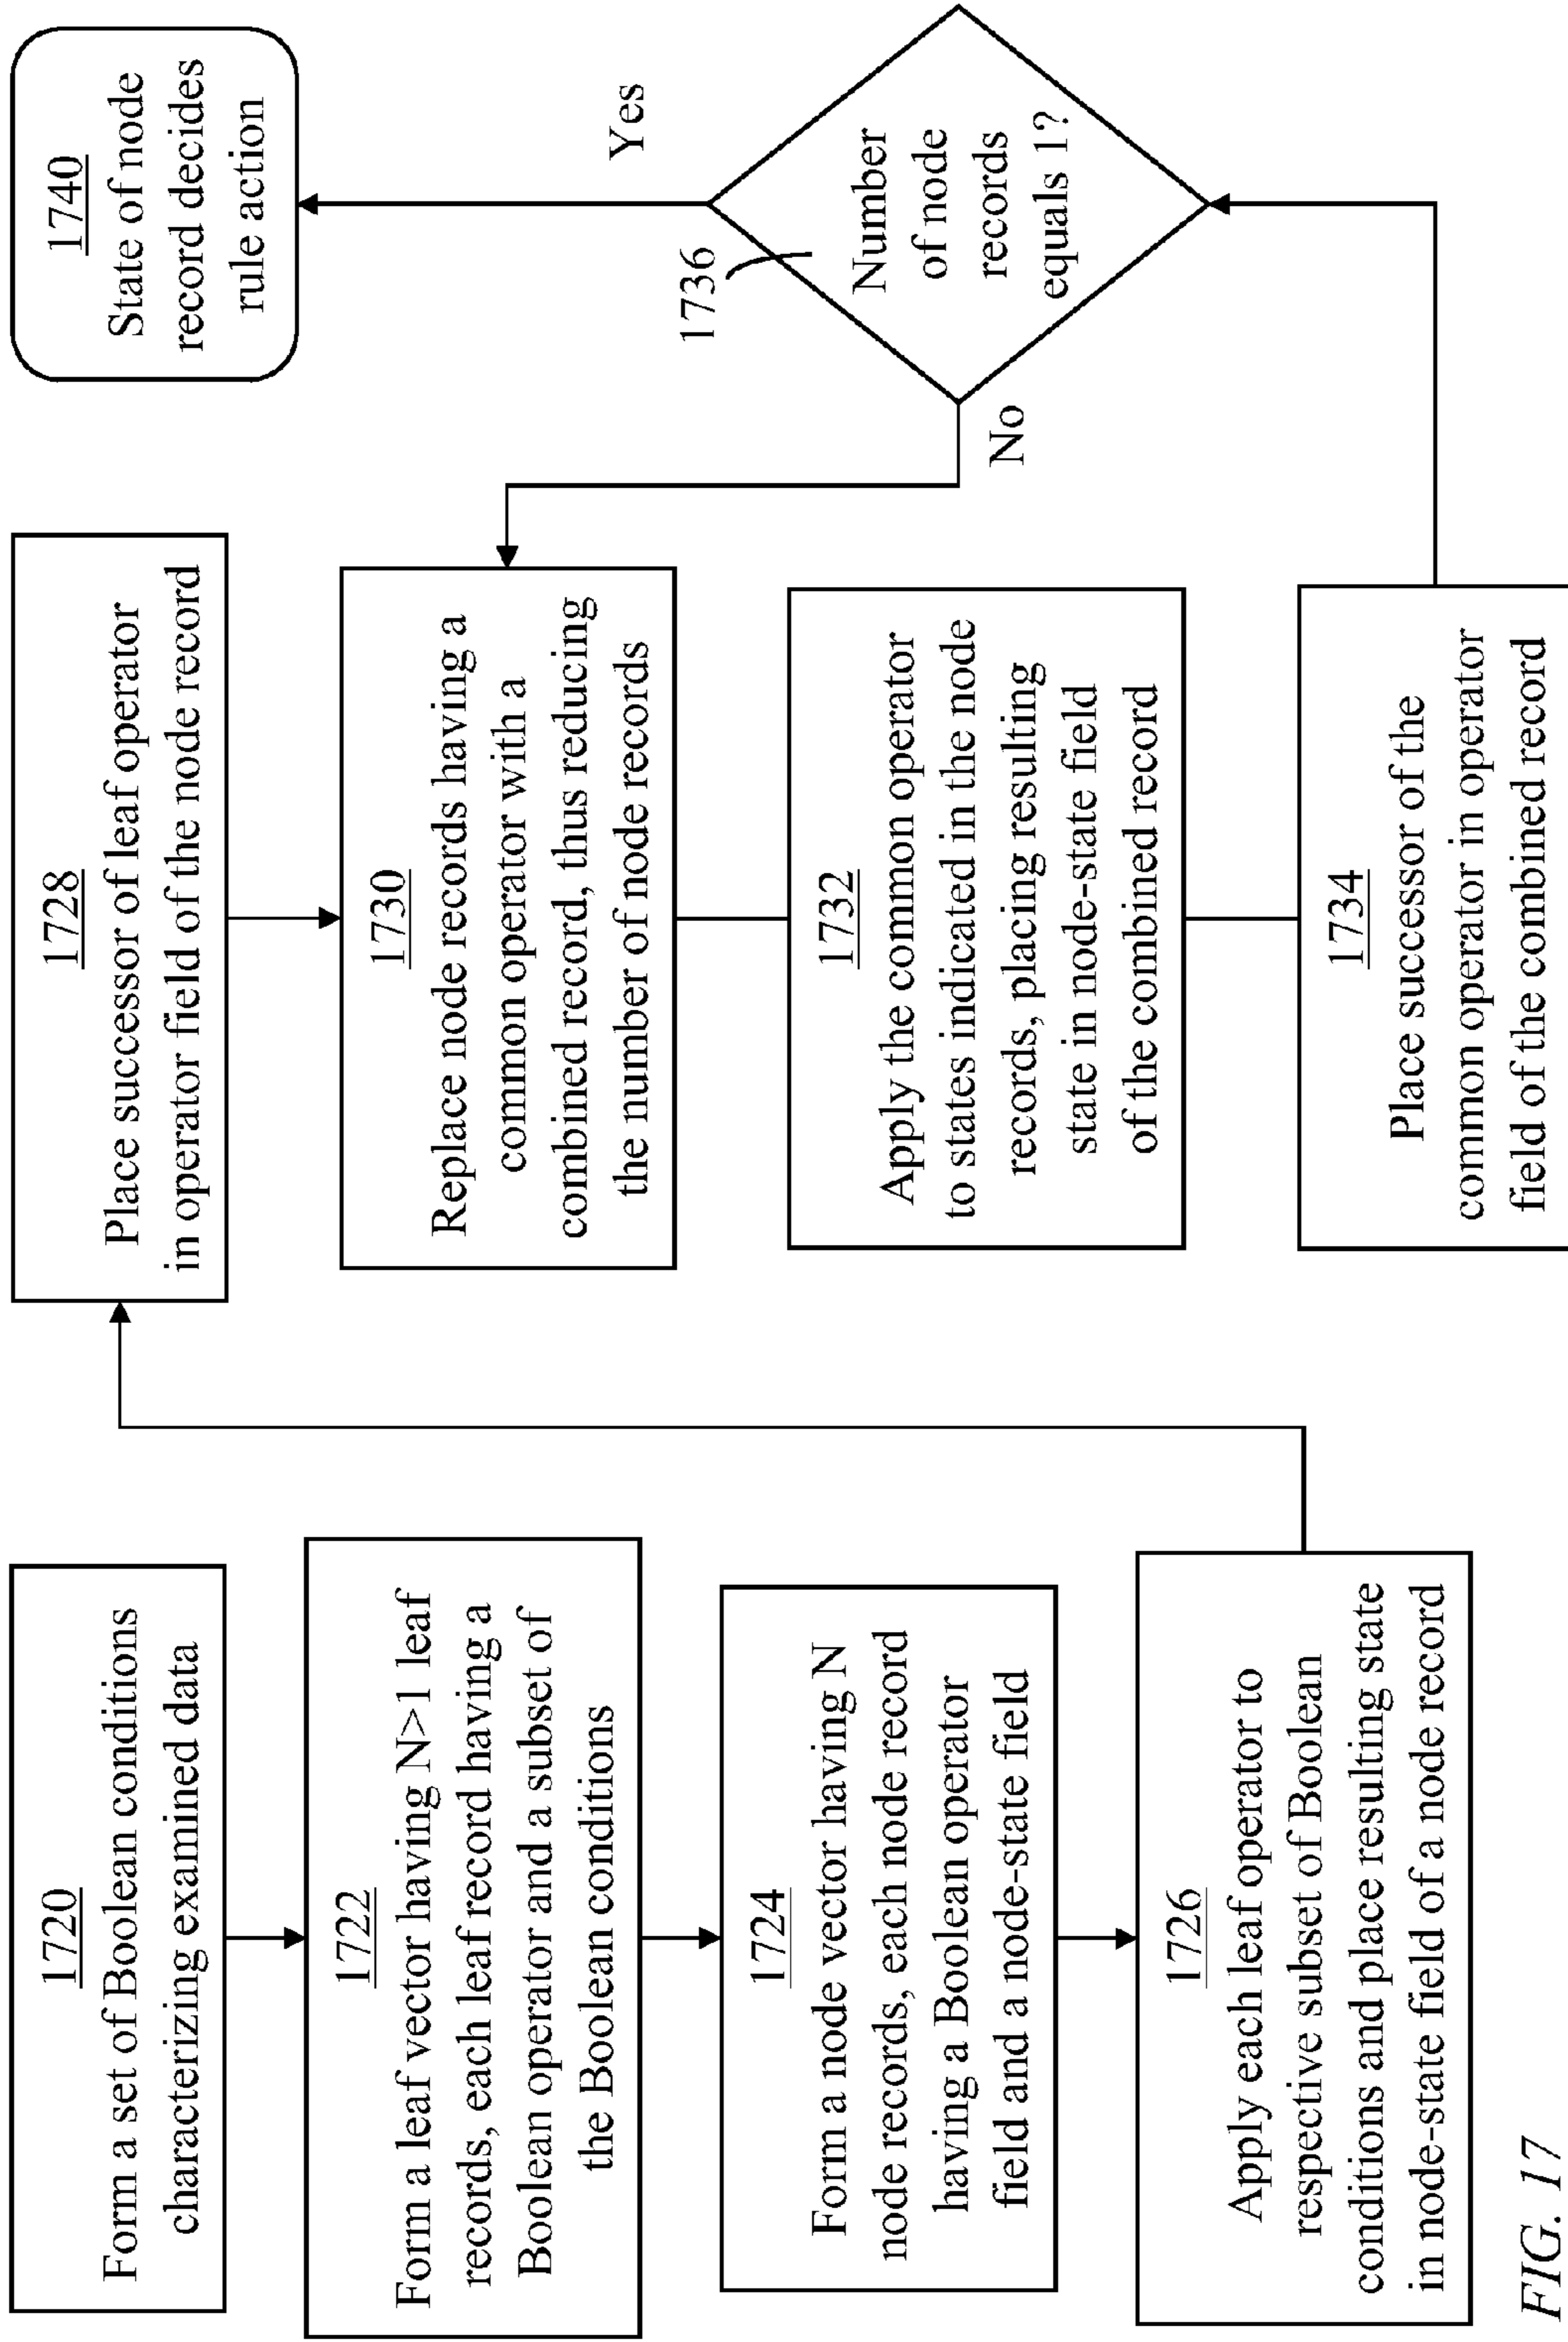 1720
Form a set of Boolean conditions
characterizing examined data
1722
Form a leaf vector having N>1 leaf
records, each leaf record having a
Boolean operator and a subset of
the Boolean conditions
1724
Form a node vector having N
node records, each node record
having a Boolean operator
field and a node-state field
1726
Apply each leaf operator to
respective subset of Boolean
conditions and place resulting state
in node-state field of a node record
1728
Place successor of leaf operator
in operator field of the node record
1730
Replace node records having a
common operator with a
combined record, thus reducing
the number of node records
1732
Apply the common operator
to states indicated in the node
records, placing resulting
state in node-state field
of the combined record
1734
Place successor of the
common operator in operator
field of the combined record
1736
Number
of node
records
equals 1?
No
Yes
1740
State of node
record decides
rule action
FIG. 17